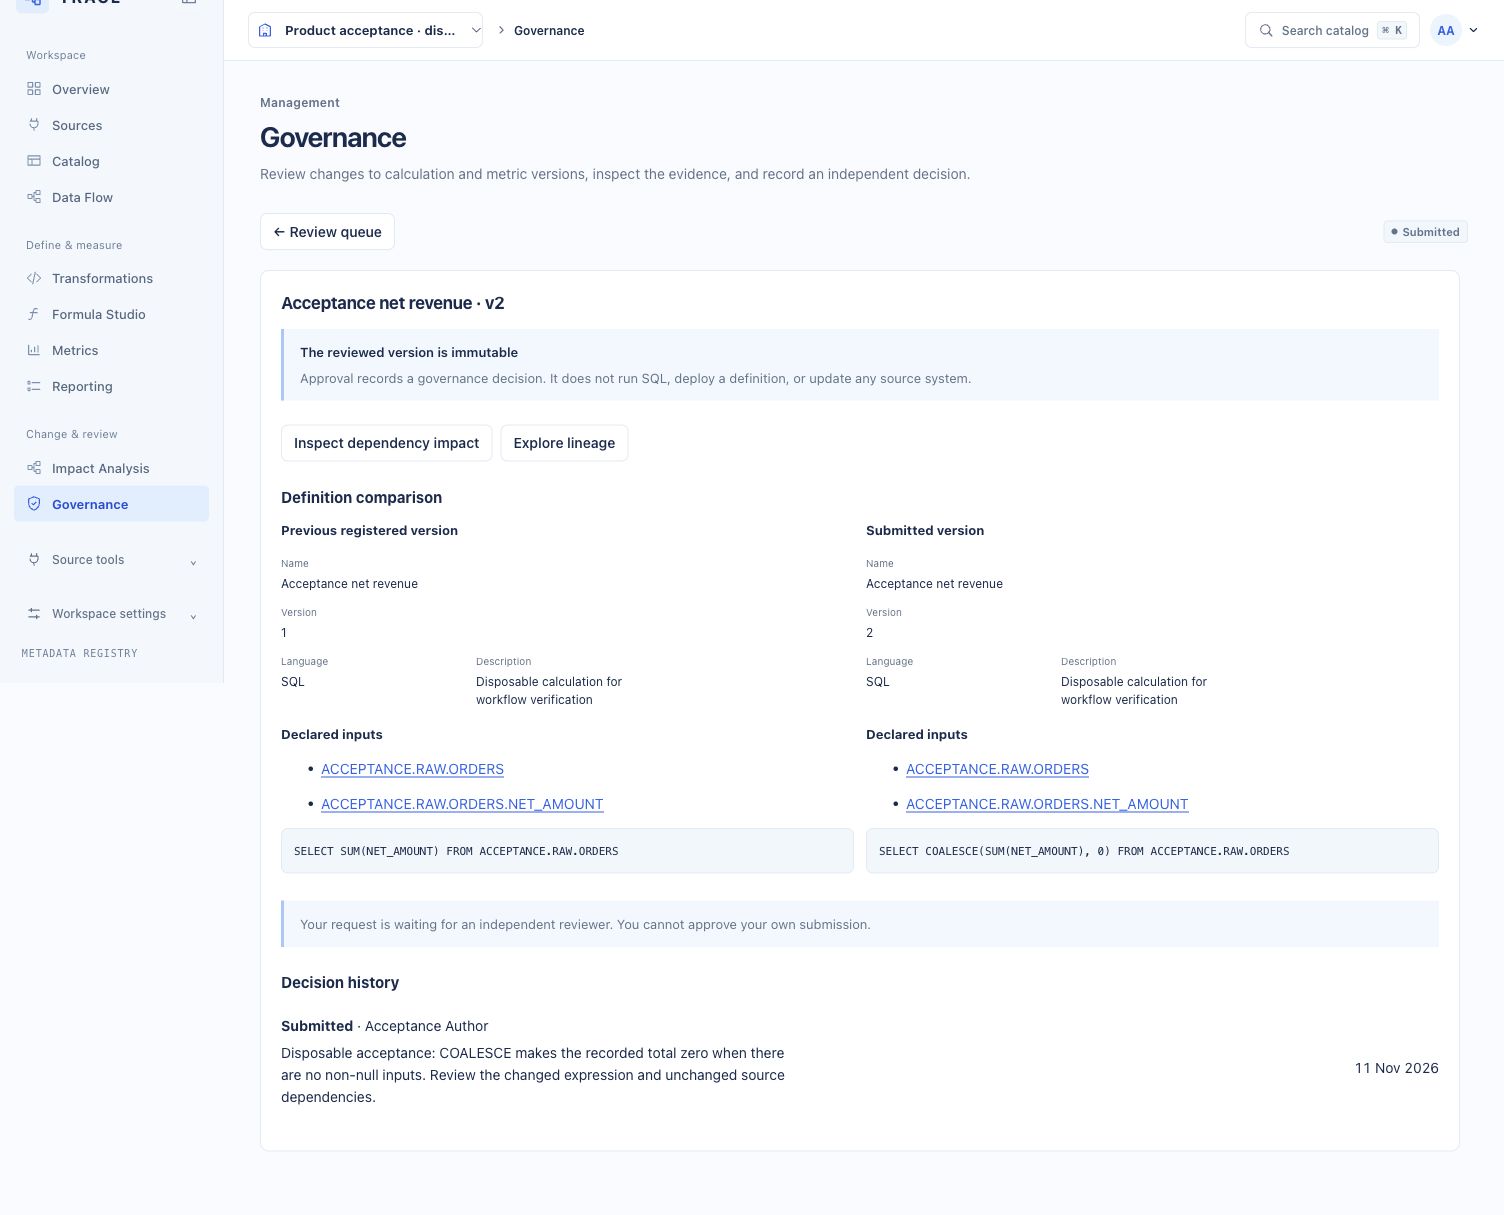 TRACE
Workspace
Overview
Sources
Catalog
Data Flow
Define & measure
Transformations
Formula Studio
Metrics
Reporting
Change & review
Impact Analysis
Governance
Source tools
Workspace settings
METADATA REGISTRY
Product acceptance · dis...
Governance
Search catalog ⌘ K
AA
Management
Governance
Review changes to calculation and metric versions, inspect the evidence, and record an independent decision.
← Review queue
Submitted
Acceptance net revenue · v2
The reviewed version is immutable
Approval records a governance decision. It does not run SQL, deploy a definition, or update any source system.
Inspect dependency impact
Explore lineage
Definition comparison
Previous registered version
Name
Acceptance net revenue
Version
1
Language
SQL
Description
Disposable calculation for
workflow verification
Declared inputs
• ACCEPTANCE.RAW.ORDERS
• ACCEPTANCE.RAW.ORDERS.NET_AMOUNT
SELECT SUM(NET_AMOUNT) FROM ACCEPTANCE.RAW.ORDERS
Submitted version
Name
Acceptance net revenue
Version
2
Language
SQL
Description
Disposable calculation for
workflow verification
Declared inputs
• ACCEPTANCE.RAW.ORDERS
• ACCEPTANCE.RAW.ORDERS.NET_AMOUNT
SELECT COALESCE(SUM(NET_AMOUNT), 0) FROM ACCEPTANCE.RAW.ORDERS
Your request is waiting for an independent reviewer. You cannot approve your own submission.
Decision history
Submitted · Acceptance Author
Disposable acceptance: COALESCE makes the recorded total zero when there
are no non-null inputs. Review the changed expression and unchanged source
dependencies.
11 Nov 2026